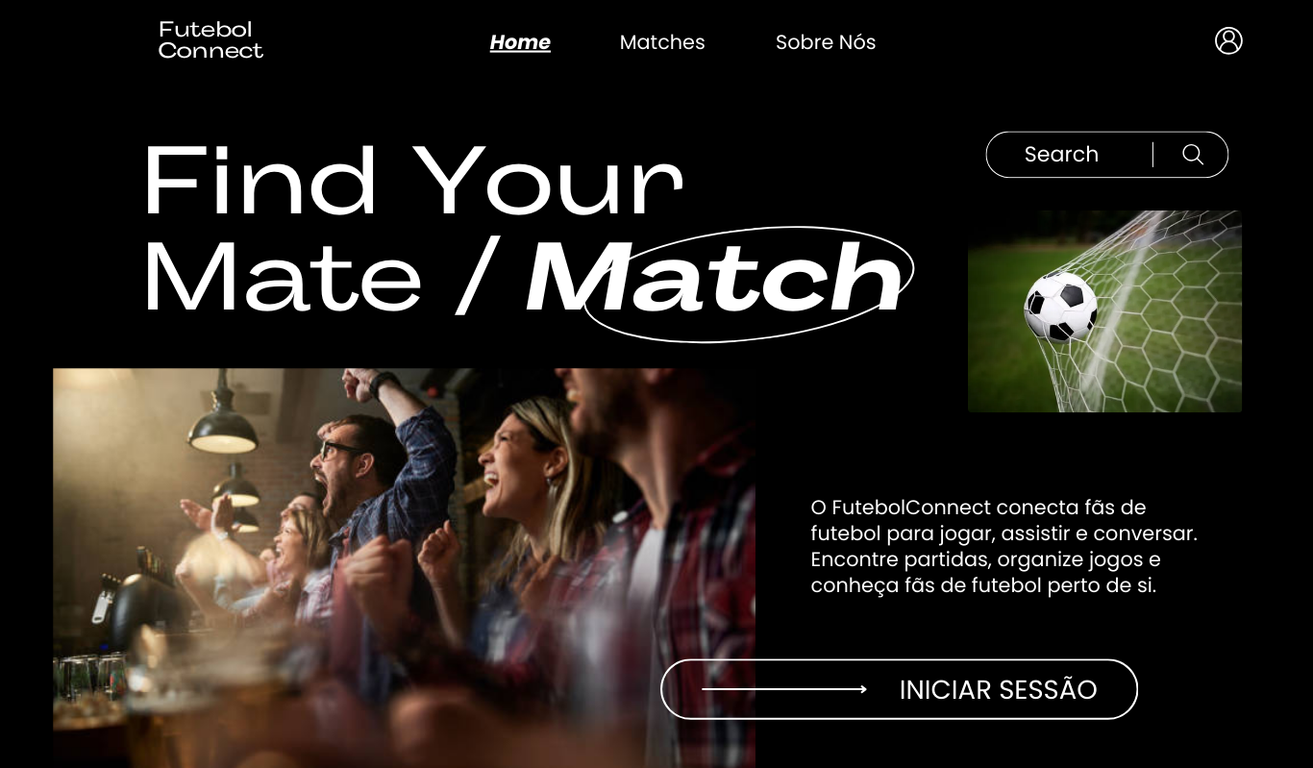 Futebol
Connect
Home
Matches
Sobre Nós
Search
Find Your
Mate / Match
O FutebolConnect conecta fãs de
futebol para jogar, assistir e conversar.
Encontre partidas, organize jogos e
conheça fãs de futebol perto de si.
INICIAR SESSÃO